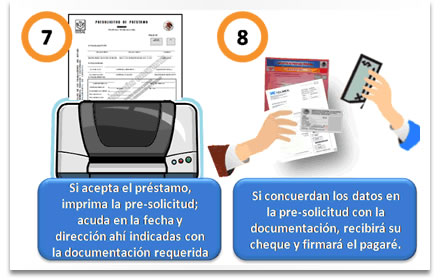 7
PRESOLICITUD DE PRÉSTAMO
Si acepta el préstamo,
imprima la pre-solicitud;
acuda en la fecha y
dirección ahí indicadas con
la documentación requerida
8
Si concuerdan los datos en
la pre-solicitud con la
documentación, recibirá su
cheque y firmará el pagaré.